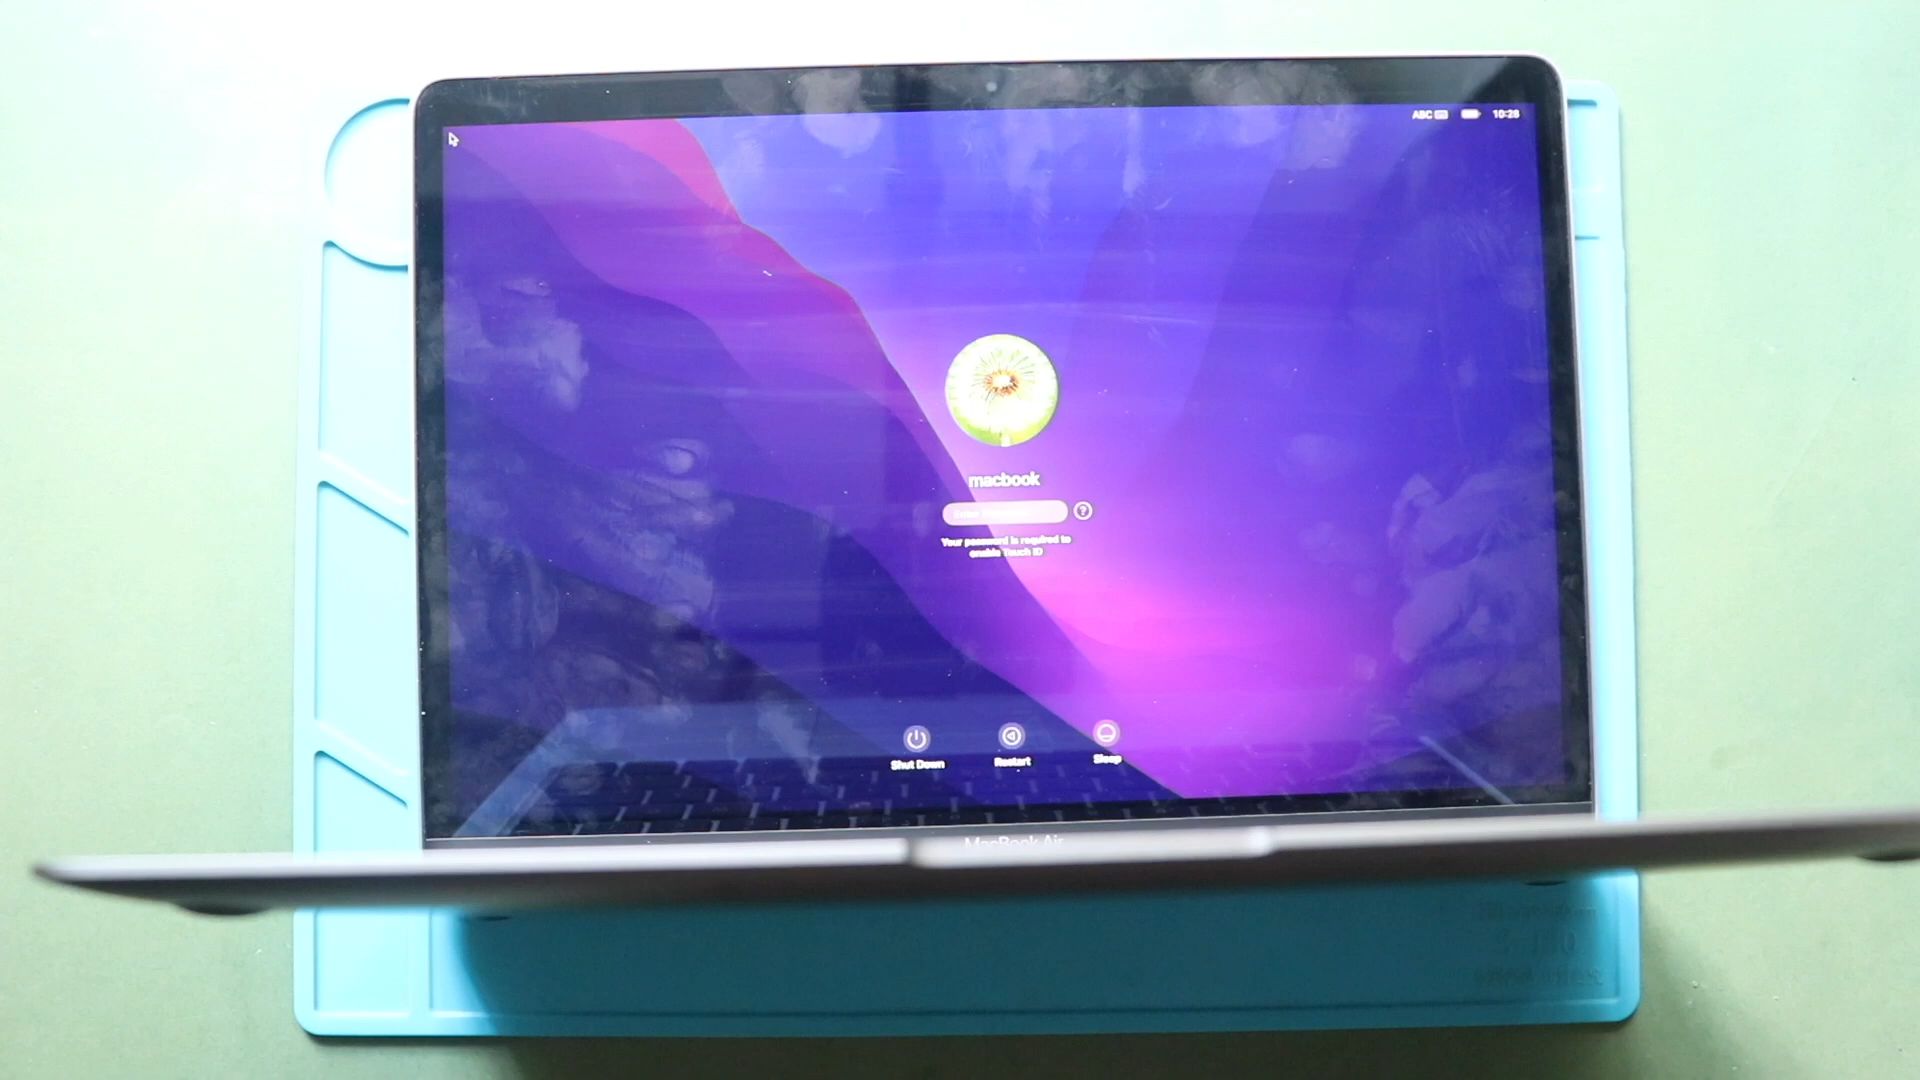 ABC 10:28
macbook
?
Your password is required to
enable Touch ID
Shut Down Restart Sleep
MacBook Air